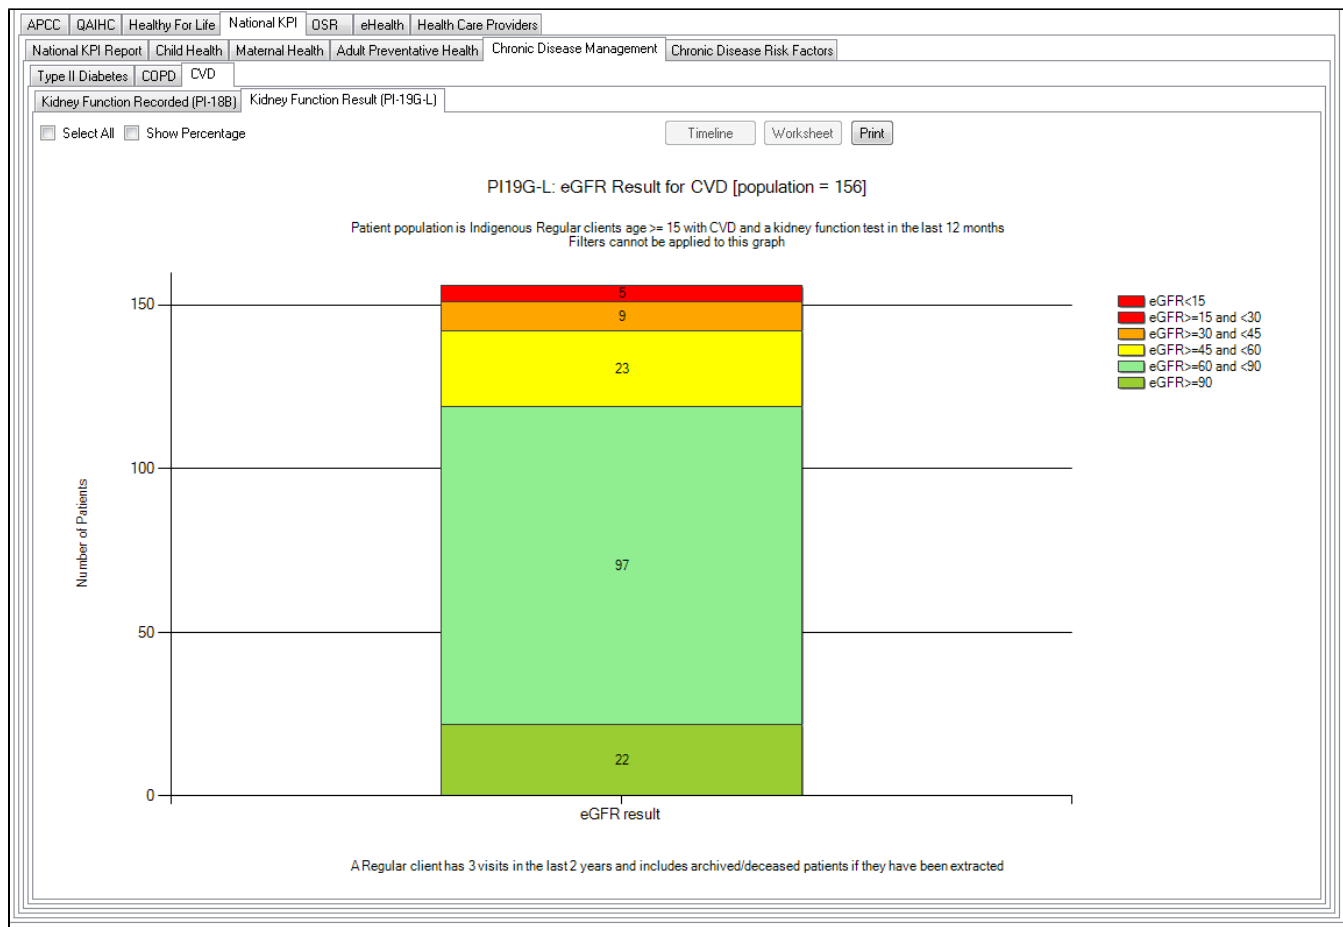 APCC QAIHC Healthy For Life National KPI OSR eHealth Health Care Providers
National KPI Report Child Health Maternal Health Adult Preventative Health Chronic Disease Management Chronic Disease Risk Factors
Type II Diabetes COPD CVD
Kidney Function Recorded (PI-18B) Kidney Function Result (PI-19G-L)
Select All Show Percentage Timeline Worksheet Print
PI19G-L: eGFR Result for CVD [population = 156]
Patient population is Indigenous Regular clients age >= 15 with CVD and a kidney function test in the last 12 months
Filters cannot be applied to this graph
Number of Patients
150
100
50
0
5
9
23
97
22
eGFR result
eGFR<15
eGFR>=15 and <30
eGFR>=30 and <45
eGFR>=45 and <60
eGFR>=60 and <90
eGFR>=90
A Regular client has 3 visits in the last 2 years and includes archived/deceased patients if they have been extracted